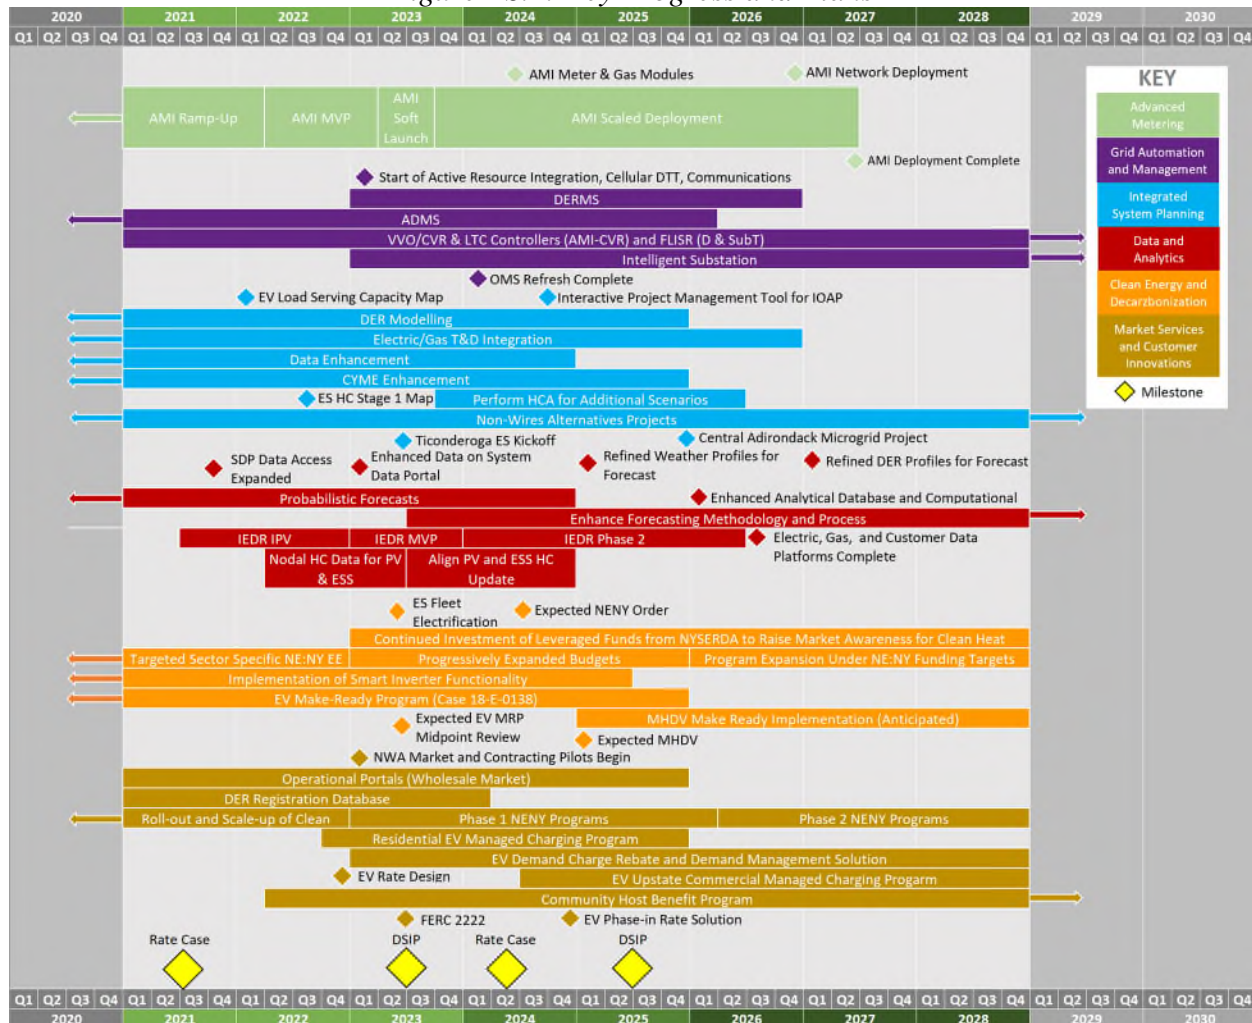 2020 2021 2022 2023 2024 2025 2026 2027 2028 2029 2030
Q1 Q2 Q3 Q4 Q1 Q2 Q3 Q4 Q1 Q2 Q3 Q4 Q1 Q2 Q3 Q4 Q1 Q2 Q3 Q4 Q1 Q2 Q3 Q4 Q1 Q2 Q3 Q4 Q1 Q2 Q3 Q4 Q1 Q2 Q3 Q4 Q1 Q2 Q3 Q4 Q1 Q2 Q3 Q4
AMI Meter & Gas Modules
AMI Network Deployment
AMI Ramp-Up
AMI MVP
AMI
Soft
Launch
AMI Scaled Deployment
AMI Deployment Complete
Start of Active Resource Integration, Cellular DTT, Communications
DERMS
ADMS
VVO/CVR & LTC Controllers (AMI-CVR) and FLISR (D & SubT)
Intelligent Substation
OMS Refresh Complete
EV Load Serving Capacity Map
Interactive Project Management Tool for IOAP
DER Modelling
Electric/Gas T&D Integration
Data Enhancement
CYME Enhancement
ES HC Stage 1 Map
Perform HCA for Additional Scenarios
Non-Wires Alternatives Projects
Ticonderoga ES Kickoff
Central Adirondack Microgrid Project
SDP Data Access
Expanded
Enhanced Data on System
Data Portal
Refined Weather Profiles for
Forecast
Refined DER Profiles for Forecast
Probabilistic Forecasts
Enhanced Analytical Database and Computational
Enhance Forecasting Methodology and Process
IEDR IPV
IEDR MVP
IEDR Phase 2
Electric, Gas, and Customer Data
Platforms Complete
Nodal HC Data for PV
& ESS
Align PV and ESS HC
Update
ES Fleet
Electrification
Expected NENY Order
Continued Investment of Leveraged Funds from NYSERDA to Raise Market Awareness for Clean Heat
Targeted Sector Specific NE:NY EE
Progressively Expanded Budgets
Program Expansion Under NE:NY Funding Targets
Implementation of Smart Inverter Functionality
EV Make-Ready Program (Case 18-E-0138)
Expected EV MRP
Midpoint Review
MHDV Make Ready Implementation (Anticipated)
Expected MHDV
NWA Market and Contracting Pilots Begin
Operational Portals (Wholesale Market)
DER Registration Database
Roll-out and Scale-up of Clean
Phase 1 NENY Programs
Phase 2 NENY Programs
Residential EV Managed Charging Program
EV Demand Charge Rebate and Demand Management Solution
EV Rate Design
EV Upstate Commercial Managed Charging Progarm
Community Host Benefit Program
FERC 2222
EV Phase-in Rate Solution
Rate Case
DSIP
Rate Case
DSIP
KEY
Advanced
Metering
Grid Automation
and Management
Integrated
System Planning
Data and
Analytics
Clean Energy and
Decarzbonization
Market Services
and Customer
Innovations
Milestone
Q1 Q2 Q3 Q4 Q1 Q2 Q3 Q4 Q1 Q2 Q3 Q4 Q1 Q2 Q3 Q4 Q1 Q2 Q3 Q4 Q1 Q2 Q3 Q4 Q1 Q2 Q3 Q4 Q1 Q2 Q3 Q4 Q1 Q2 Q3 Q4 Q1 Q2 Q3 Q4 Q1 Q2 Q3 Q4
2020 2021 2022 2023 2024 2025 2026 2027 2028 2029 2030